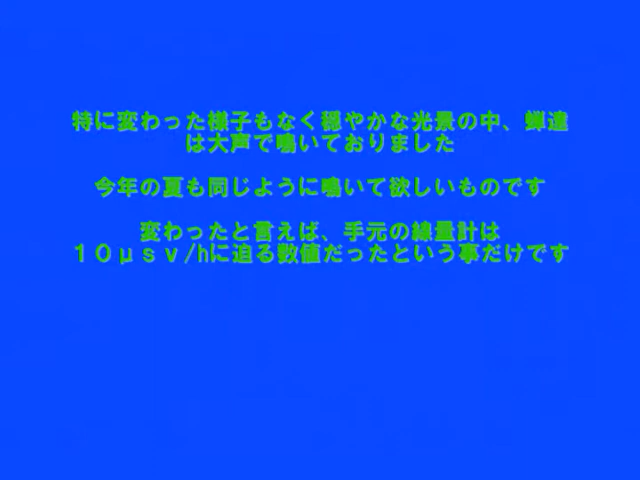 特に変わった様子もなく穏やかな光景の中、蝉達
は大声で鳴いておりました
今年の夏も同じように鳴いて欲しいものです
変わったと言えば、手元の線量計は
１０μｓｖ/hに迫る数値だったという事だけです